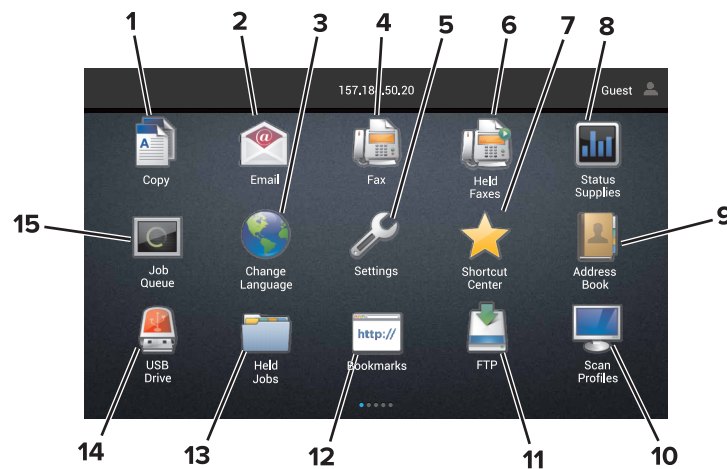 1 2 3 4 5 6 7 8
50.20 Guest
A @
Copy Email Fax Held Faxes Status Supplies
15 9
C
Job Queue Change Language Settings Shortcut Center Address Book
http://
USB Drive Held Jobs Bookmarks FTP Scan Profiles
14 13 12 11 10